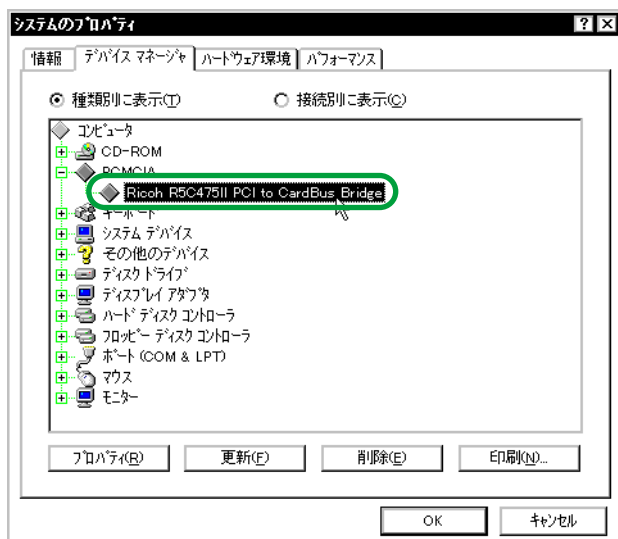 システムのプロパティ
情報 デバイス マネージャ ハードウェア環境 パフォーマンス
種類別に表示(T) 接続別に表示(C)
コンピュータ
CD-ROM
PCMCIA
Ricoh R5C475II PCI to CardBus Bridge
キーボード
システム デバイス
その他のデバイス
ディスク ドライブ
ディスプレイ アダプタ
ハード ディスク コントローラ
フロッピー ディスク コントローラ
ポート (COM & LPT)
マウス
モニター
プロパティ(R) 更新(F) 削除(E) 印刷(N)...
OK キャンセル